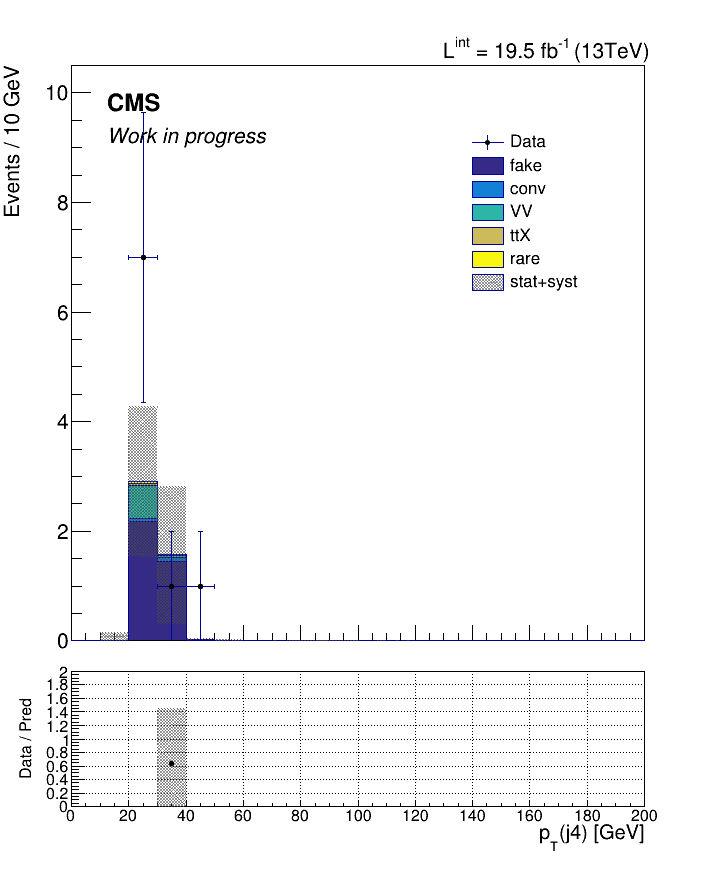 L^int = 19.5 fb^-1 (13TeV)
Events / 10 GeV
10
8
6
4
2
0
CMS
Work in progress
Data
fake
conv
VV
ttX
rare
stat+syst
Data / Pred
2
1.8
1.6
1.4
1.2
1
0.8
0.6
0.4
0.2
0
0 20 40 60 80 100 120 140 160 180 200
p_T(j4) [GeV]